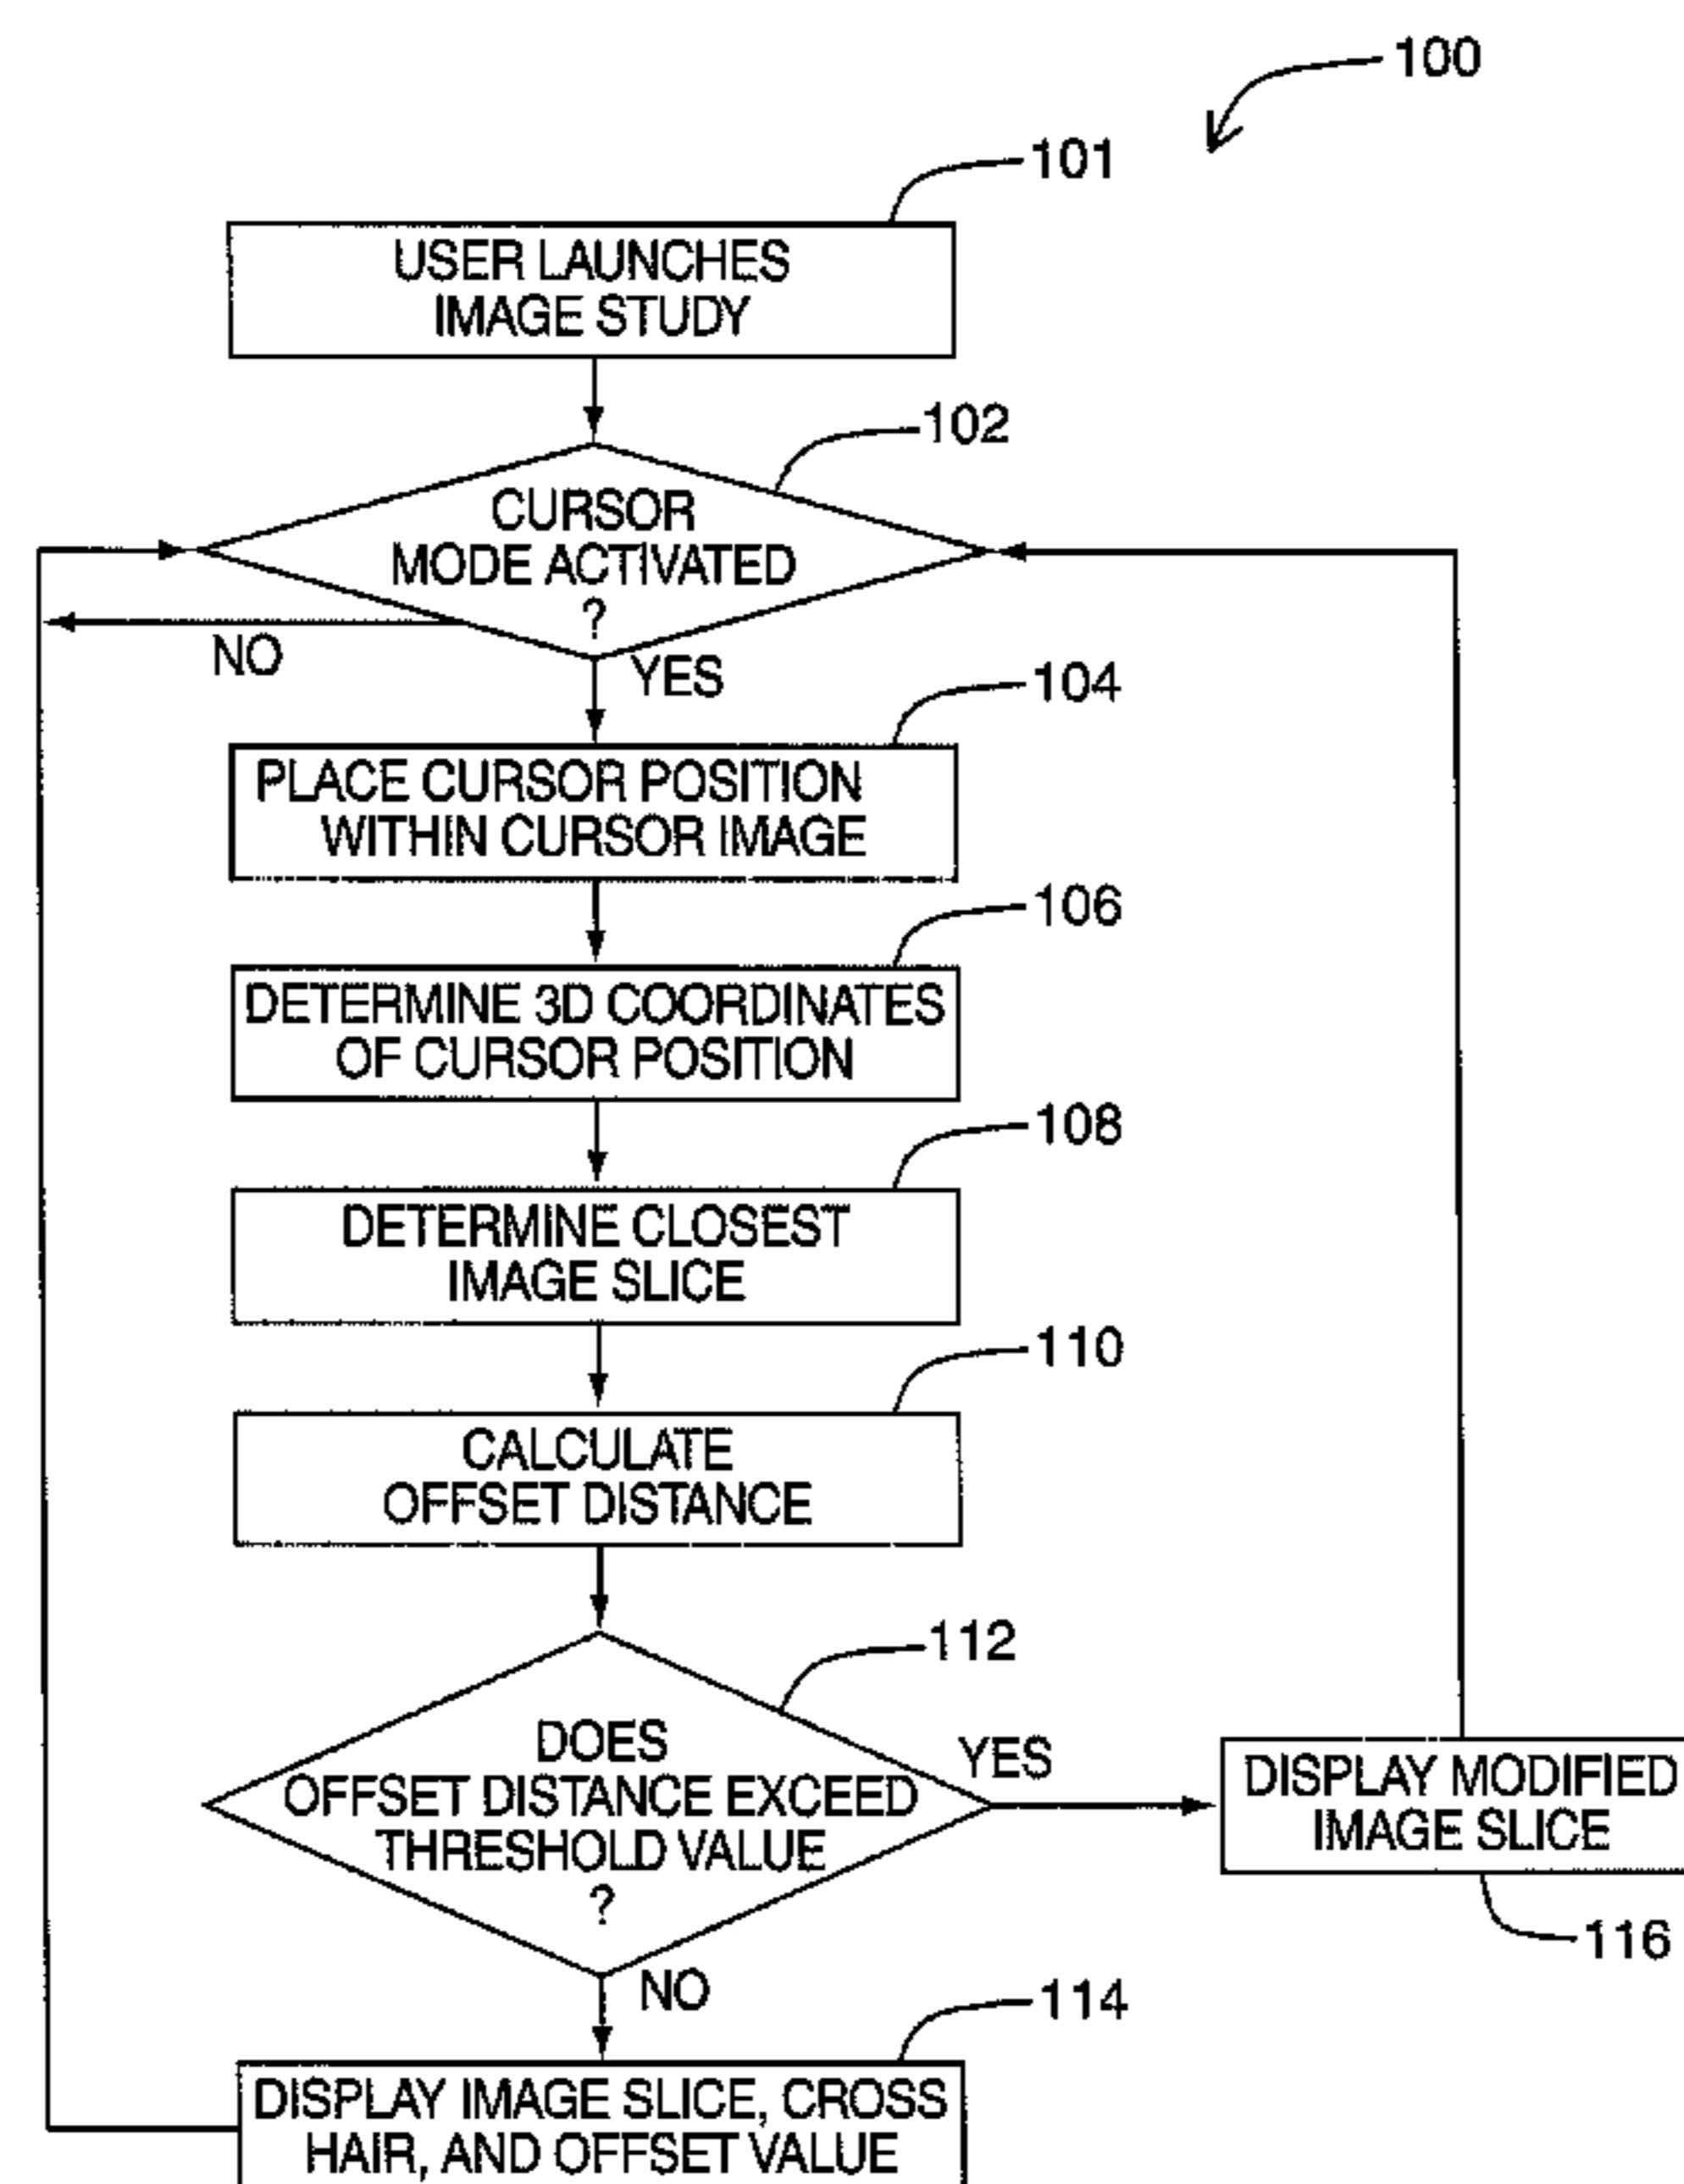 100
101
USER LAUNCHES
IMAGE STUDY
102
CURSOR
MODE ACTIVATED
?
NO
YES
104
PLACE CURSOR POSITION
WITHIN CURSOR IMAGE
106
DETERMINE 3D COORDINATES
OF CURSOR POSITION
108
DETERMINE CLOSEST
IMAGE SLICE
110
CALCULATE
OFFSET DISTANCE
112
DOES
OFFSET DISTANCE EXCEED
THRESHOLD VALUE
?
YES
DISPLAY MODIFIED
IMAGE SLICE
116
NO
114
DISPLAY IMAGE SLICE, CROSS
HAIR, AND OFFSET VALUE